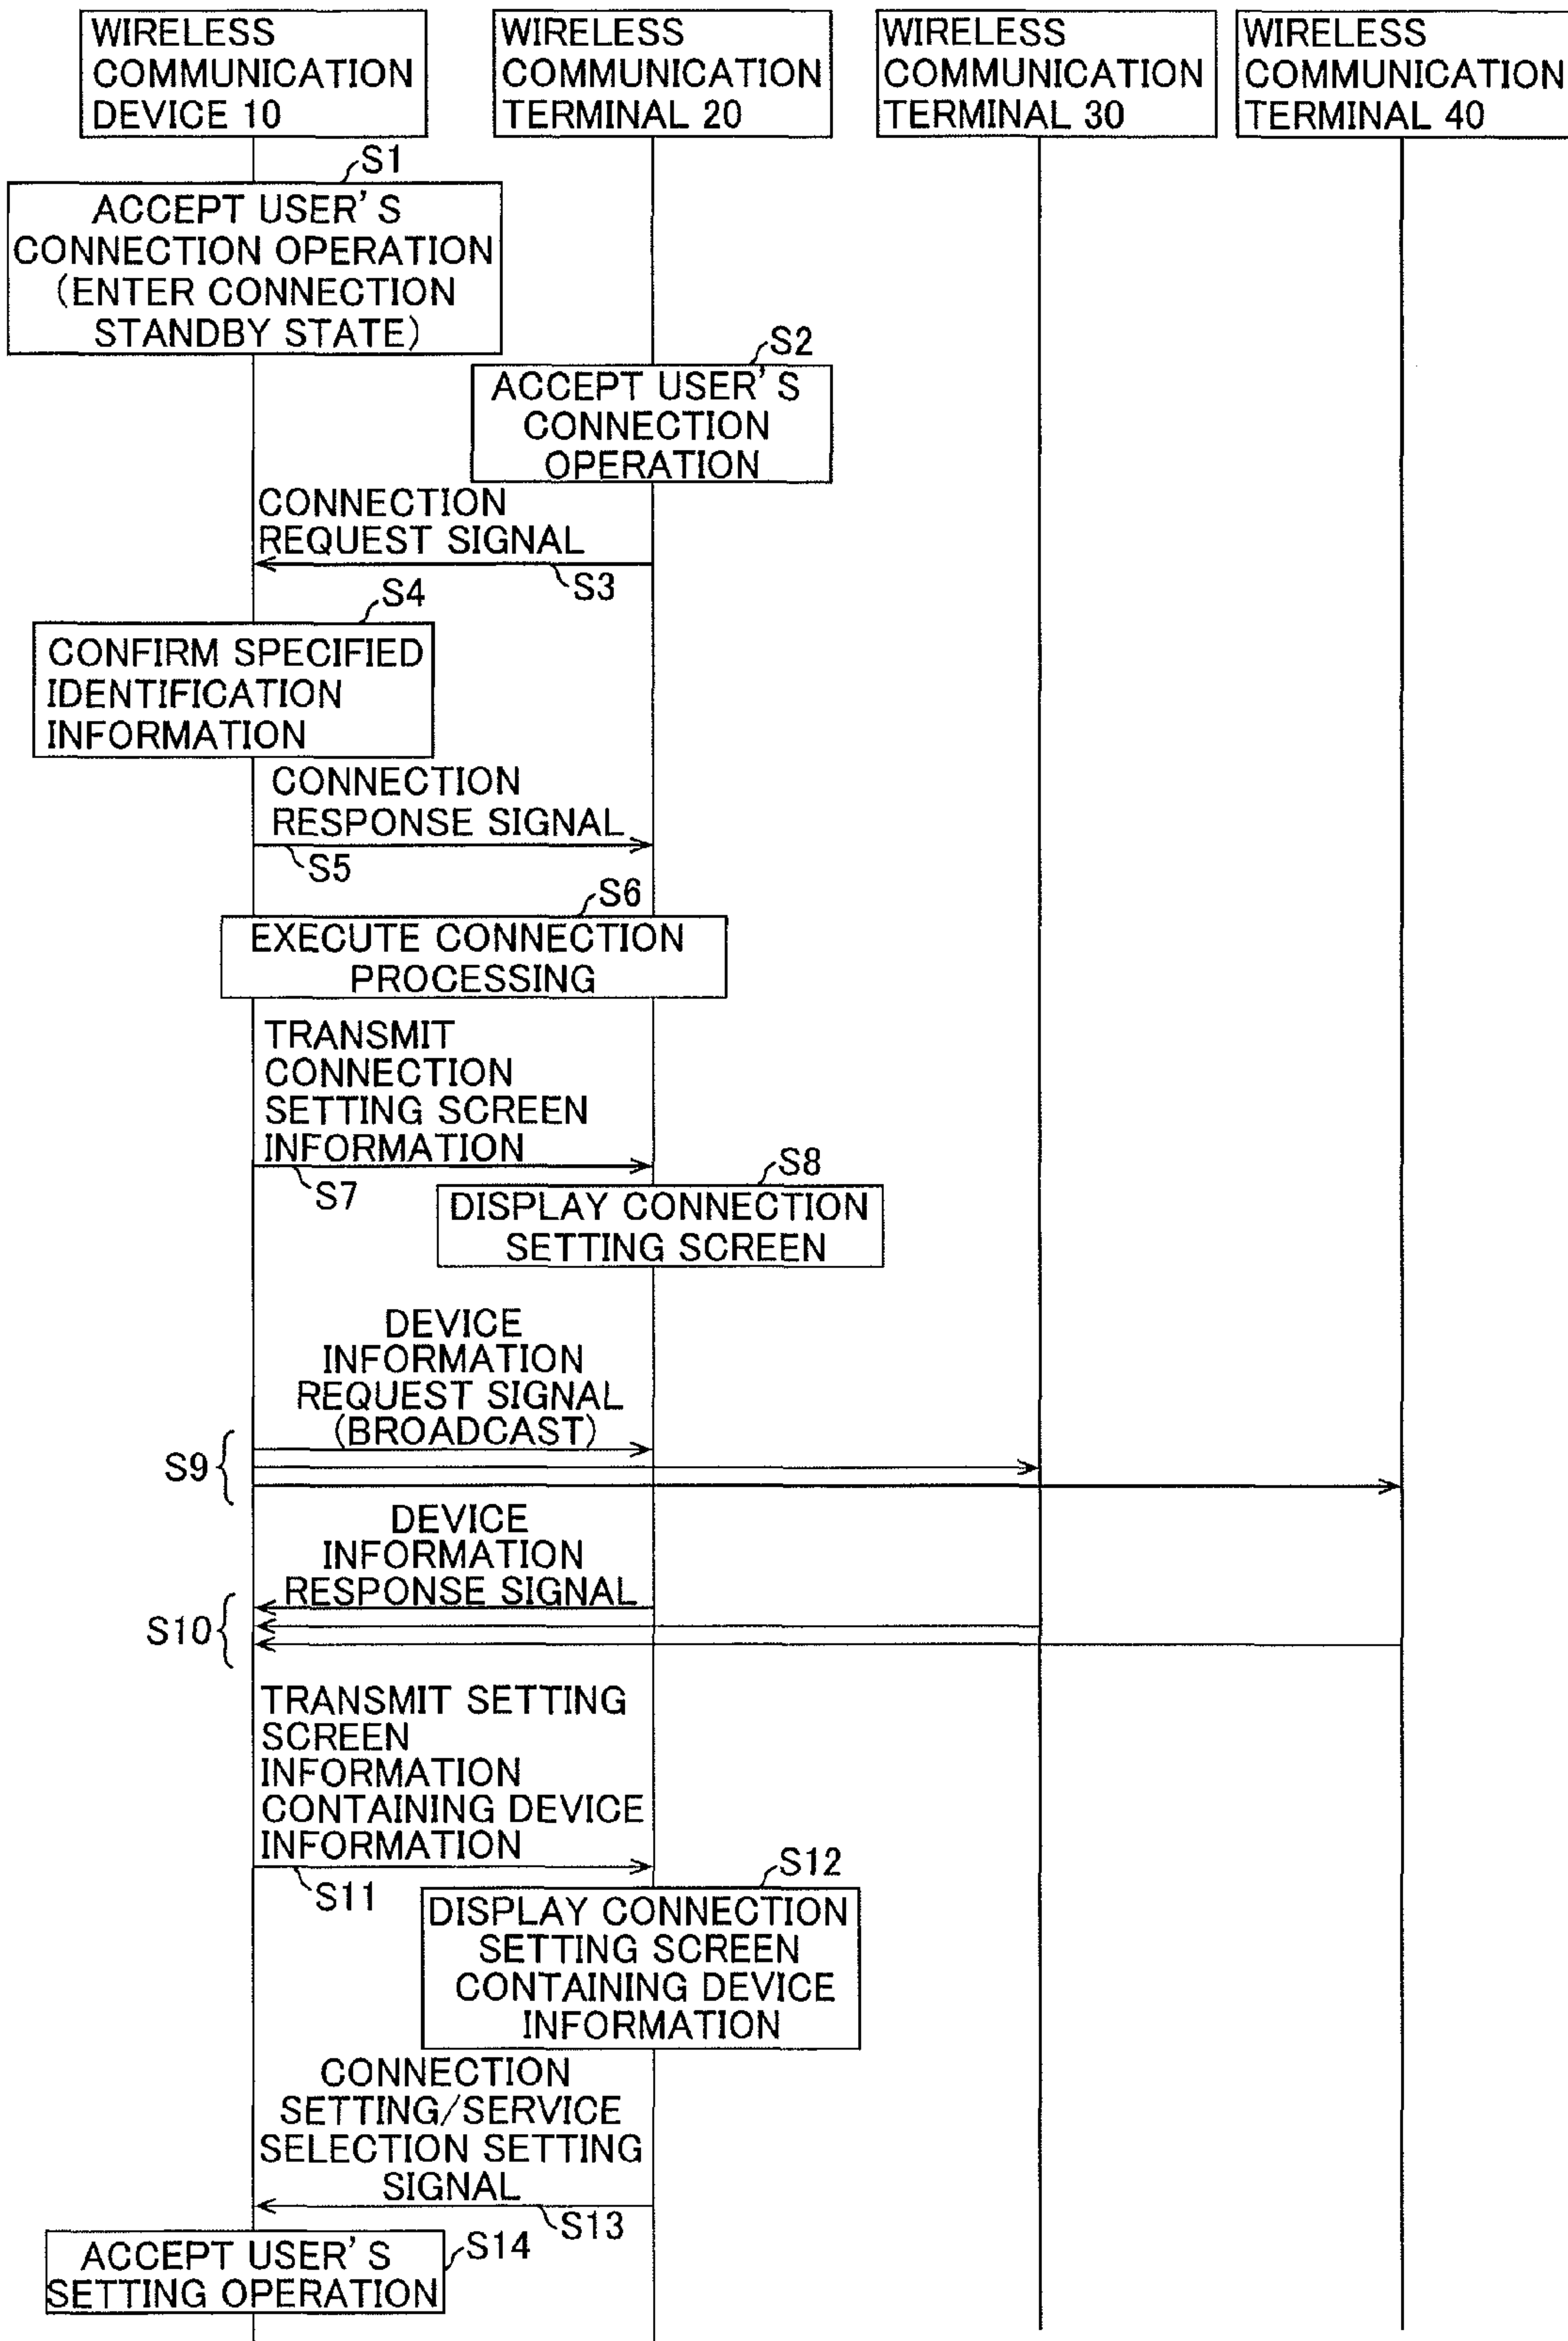 WIRELESS
COMMUNICATION
DEVICE 10
WIRELESS
COMMUNICATION
TERMINAL 20
WIRELESS
COMMUNICATION
TERMINAL 30
WIRELESS
COMMUNICATION
TERMINAL 40
S1
ACCEPT USER'S
CONNECTION OPERATION
(ENTER CONNECTION
STANDBY STATE)
S2
ACCEPT USER'S
CONNECTION
OPERATION
CONNECTION
REQUEST SIGNAL
S3
S4
CONFIRM SPECIFIED
IDENTIFICATION
INFORMATION
CONNECTION
RESPONSE SIGNAL
S5
S6
EXECUTE CONNECTION
PROCESSING
TRANSMIT
CONNECTION
SETTING SCREEN
INFORMATION
S7
S8
DISPLAY CONNECTION
SETTING SCREEN
DEVICE
INFORMATION
REQUEST SIGNAL
(BROADCAST)
S9
DEVICE
INFORMATION
RESPONSE SIGNAL
S10
TRANSMIT SETTING
SCREEN
INFORMATION
CONTAINING DEVICE
INFORMATION
S11
S12
DISPLAY CONNECTION
SETTING SCREEN
CONTAINING DEVICE
INFORMATION
CONNECTION
SETTING/SERVICE
SELECTION SETTING
SIGNAL
S13
S14
ACCEPT USER'S
SETTING OPERATION